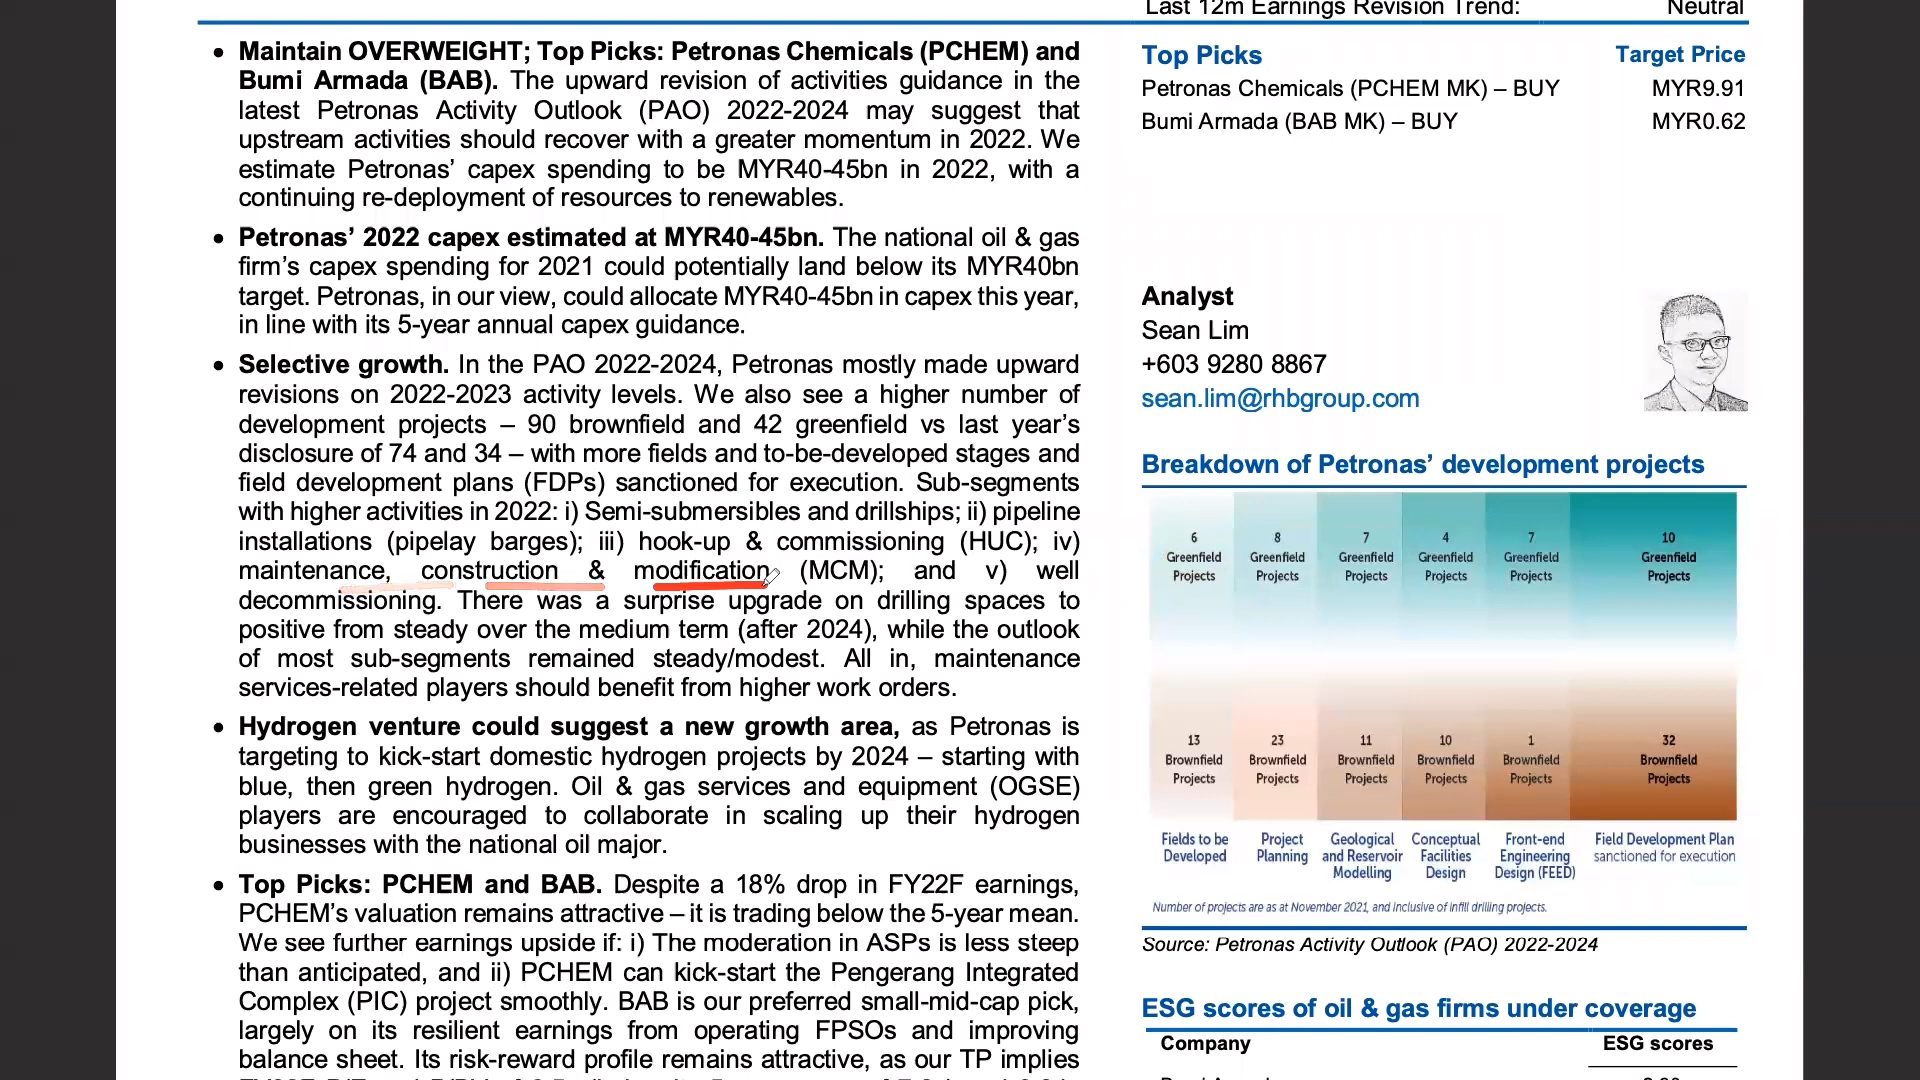 Last 12m Earnings Revision Trend: Neutral
• Maintain OVERWEIGHT; Top Picks: Petronas Chemicals (PCHEM) and
Bumi Armada (BAB). The upward revision of activities guidance in the
latest Petronas Activity Outlook (PAO) 2022-2024 may suggest that
upstream activities should recover with a greater momentum in 2022. We
estimate Petronas’ capex spending to be MYR40-45bn in 2022, with a
continuing re-deployment of resources to renewables.
• Petronas’ 2022 capex estimated at MYR40-45bn. The national oil & gas
firm’s capex spending for 2021 could potentially land below its MYR40bn
target. Petronas, in our view, could allocate MYR40-45bn in capex this year,
in line with its 5-year annual capex guidance.
• Selective growth. In the PAO 2022-2024, Petronas mostly made upward
revisions on 2022-2023 activity levels. We also see a higher number of
development projects – 90 brownfield and 42 greenfield vs last year’s
disclosure of 74 and 34 – with more fields and to-be-developed stages and
field development plans (FDPs) sanctioned for execution. Sub-segments
with higher activities in 2022: i) Semi-submersibles and drillships; ii) pipeline
installations (pipelay barges); iii) hook-up & commissioning (HUC); iv)
maintenance, construction & modification (MCM); and v) well
decommissioning. There was a surprise upgrade on drilling spaces to
positive from steady over the medium term (after 2024), while the outlook
of most sub-segments remained steady/modest. All in, maintenance
services-related players should benefit from higher work orders.
• Hydrogen venture could suggest a new growth area, as Petronas is
targeting to kick-start domestic hydrogen projects by 2024 – starting with
blue, then green hydrogen. Oil & gas services and equipment (OGSE)
players are encouraged to collaborate in scaling up their hydrogen
businesses with the national oil major.
• Top Picks: PCHEM and BAB. Despite a 18% drop in FY22F earnings,
PCHEM’s valuation remains attractive – it is trading below the 5-year mean.
We see further earnings upside if: i) The moderation in ASPs is less steep
than anticipated, and ii) PCHEM can kick-start the Pengerang Integrated
Complex (PIC) project smoothly. BAB is our preferred small-mid-cap pick,
largely on its resilient earnings from operating FPSOs and improving
balance sheet. Its risk-reward profile remains attractive, as our TP implies
Top Picks Target Price
Petronas Chemicals (PCHEM MK) – BUY MYR9.91
Bumi Armada (BAB MK) – BUY MYR0.62
Analyst
Sean Lim
+603 9280 8867
sean.lim@rhbgroup.com
Breakdown of Petronas’ development projects
6 8 7 4 7 10
Greenfield Greenfield Greenfield Greenfield Greenfield Greenfield
Projects Projects Projects Projects Projects Projects
13 23 11 10 1 32
Brownfield Brownfield Brownfield Brownfield Brownfield Brownfield
Projects Projects Projects Projects Projects Projects
Fields to be Project Geological Conceptual Front-end Field Development Plan
Developed Planning and Reservoir Facilities Engineering sanctioned for execution
Modelling Design Design (FEED)
Number of projects are as at November 2021, and inclusive of infill drilling projects.
Source: Petronas Activity Outlook (PAO) 2022-2024
ESG scores of oil & gas firms under coverage
Company ESG scores